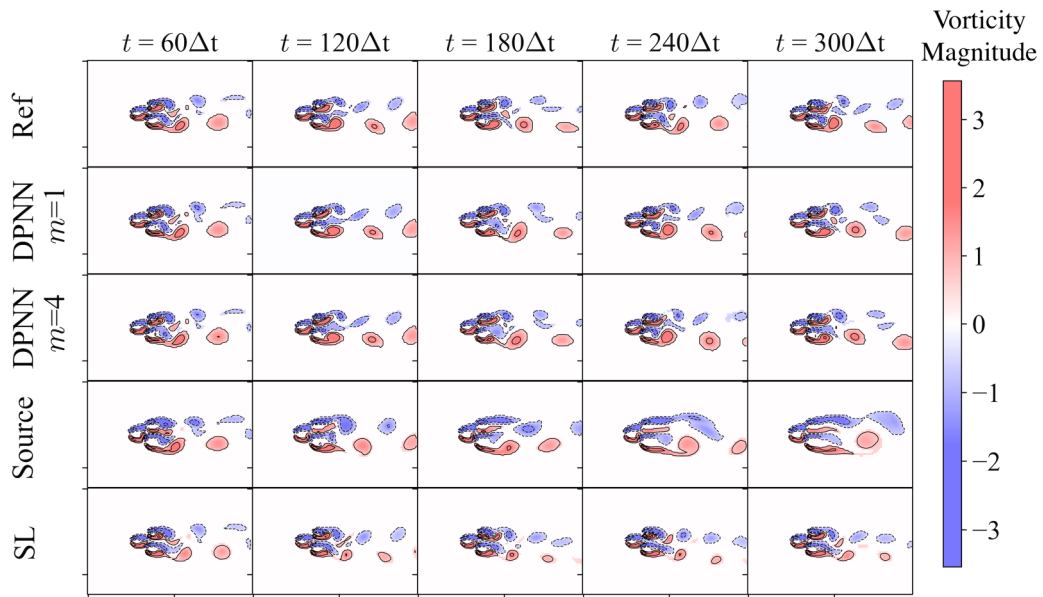 Vorticity
Magnitude
t = 60Δt
t = 120Δt
t = 180Δt
t = 240Δt
t = 300Δt
Ref
DPNN
m=1
DPNN
m=4
Source
SL
3
2
1
0
−1
−2
−3